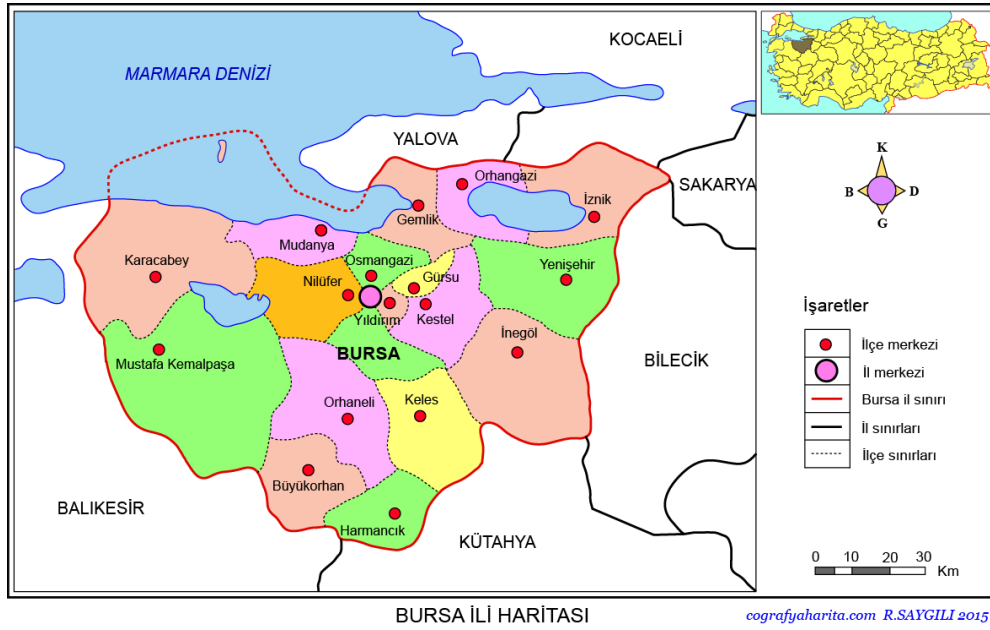 KOCAELİ
MARMARA DENİZİ
YALOVA
SAKARYA
K
B
D
G
Orhangazi
İznik
Gemlik
Mudanya
Karacabey
Osmangazi
Yenişehir
Gürsu
Nilüfer
Yıldırım
Kestel
İnegöl
BURSA
BİLECİK
Mustafa Kemalpaşa
Orhaneli
Keles
Büyükorhan
Harmancık
BALIKESİR
KÜTAHYA
İşaretler
İlçe merkezi
İl merkezi
Bursa il sınırı
İl sınırları
İlçe sınırları
0 10 20 30
Km
BURSA İLİ HARİTASI
cografyaharita.com R.SAYGILI 2015